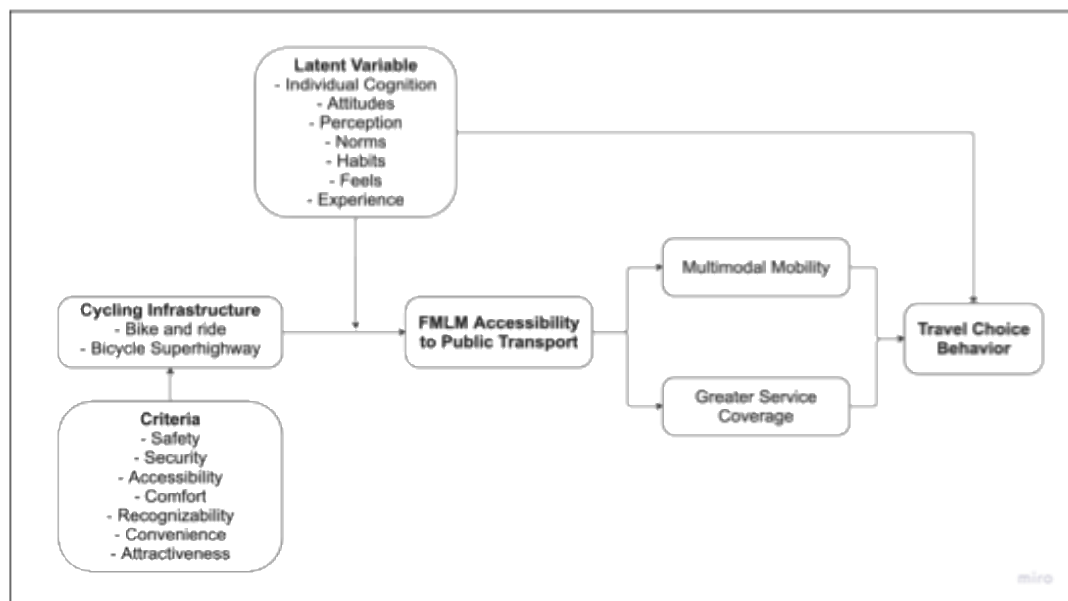 Latent Variable
- Individual Cognition
- Attitudes
- Perception
- Norms
- Habits
- Feels
- Experience
Cycling Infrastructure
- Bike and ride
- Bicycle Superhighway
Criteria
- Safety
- Security
- Accessibility
- Comfort
- Recognizability
- Convenience
- Attractiveness
FMLM Accessibility
to Public Transport
Multimodal Mobility
Greater Service
Coverage
Travel Choice
Behavior
miro